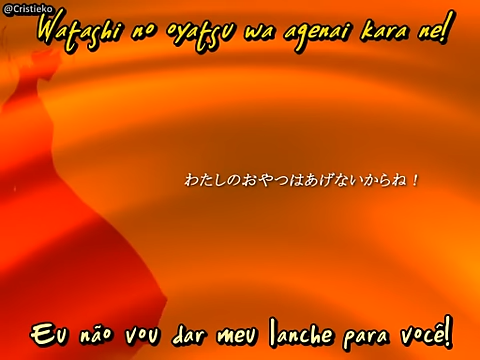 @Cristieko
Watashi no oyatsu wa agenai kara ne!
わたしのおやつはあげないからね！
Eu não vou dar meu lanche para você!